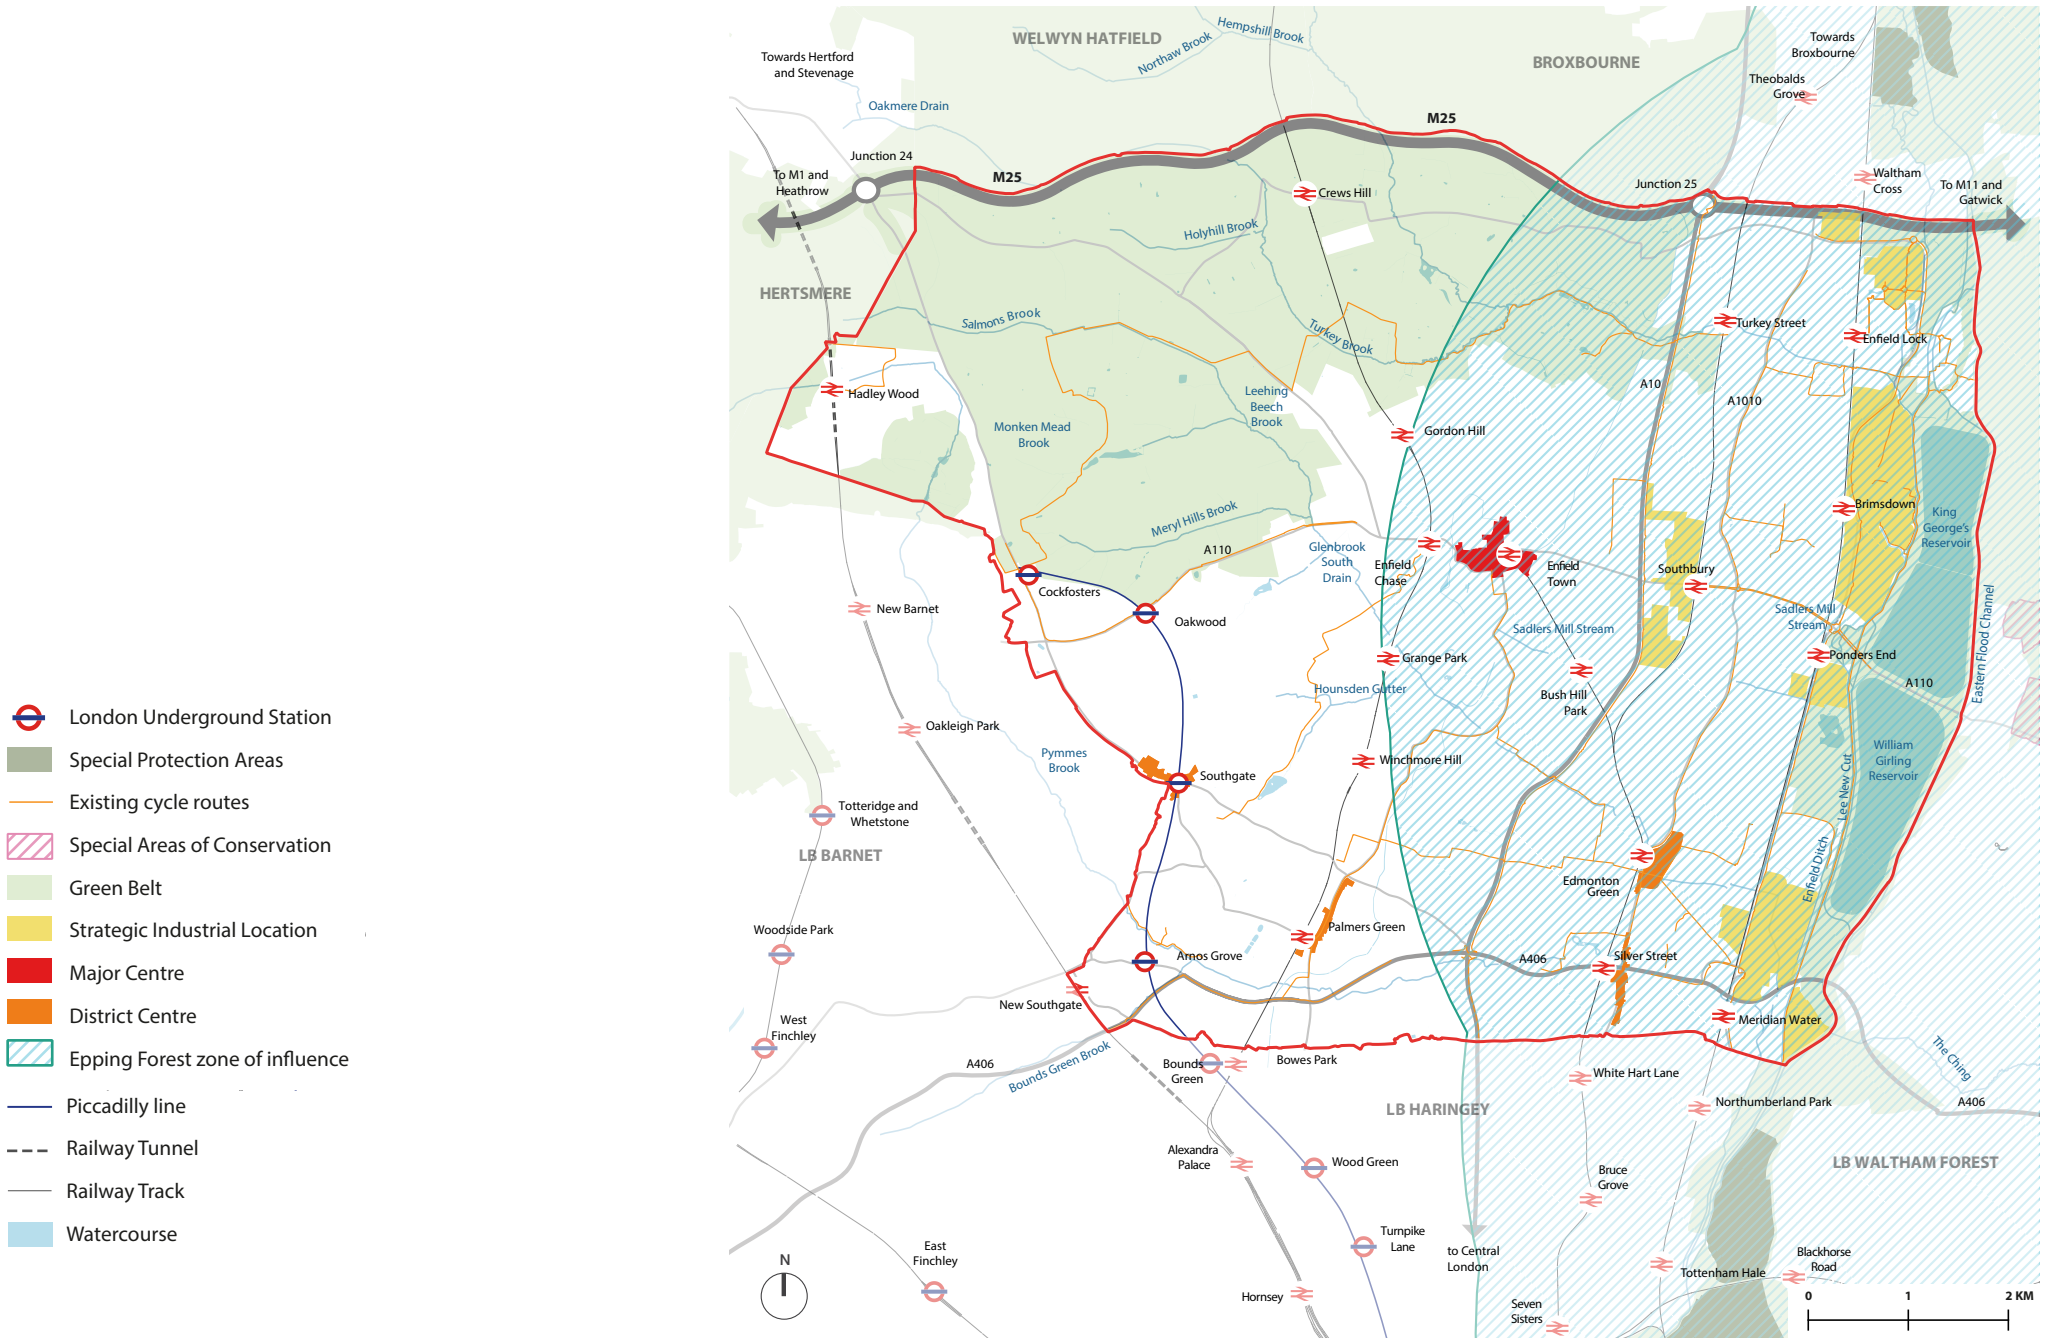 WELWYN HATFIELD
Hempshill Brook
Northaw Brook
BROXBOURNE
Towards
Broxbourne
Theobalds
Grove
Towards Hertford
and Stevenage
Oakmere Drain
M25
Junction 24
M25
To M1 and
Heathrow
Junction 25
Waltham
Cross
To M11 and
Gatwick
Crews Hill
Holyhill Brook
HERTSMERE
Salmons Brook
Turkey Brook
Turkey Street
Enfield Lock
Hadley Wood
A10
A1010
Leehing
Beech
Brook
Monken Mead
Brook
Gordon Hill
Meryl Hills Brook
Brimsdown
King
George's
Reservoir
A110
Glenbrook
South
Drain
Enfield
Chase
Enfield
Town
Southbury
Cockfosters
Oakwood
New Barnet
Sadlers Mill Stream
Sadlers Mill
Stream
Eastern Flood Channel
Grange Park
Ponders End
A110
Hounsden Gutter
Bush Hill
Park
Oakleigh Park
Pymmes
Brook
Winchmore Hill
William
Girling
Reservoir
Lee New Cut
Southgate
Totteridge and
Whetstone
LB BARNET
Enfield Ditch
Edmonton
Green
Palmers Green
Woodside Park
Arnos Grove
A406
Silver Street
New Southgate
Meridian Water
West
Finchley
A406
Bounds Green Brook
Bounds
Green
Bowes Park
White Hart Lane
The Ching
Northumberland Park
A406
LB HARINGEY
Alexandra
Palace
Wood Green
Bruce
Grove
LB WALTHAM FOREST
Turnpike
Lane
to Central
London
East
Finchley
Hornsey
Tottenham Hale
Blackhorse
Road
Seven
Sisters
N
0 1 2 KM
London Underground Station
Special Protection Areas
Existing cycle routes
Special Areas of Conservation
Green Belt
Strategic Industrial Location
Major Centre
District Centre
Epping Forest zone of influence
Piccadilly line
Railway Tunnel
Railway Track
Watercourse